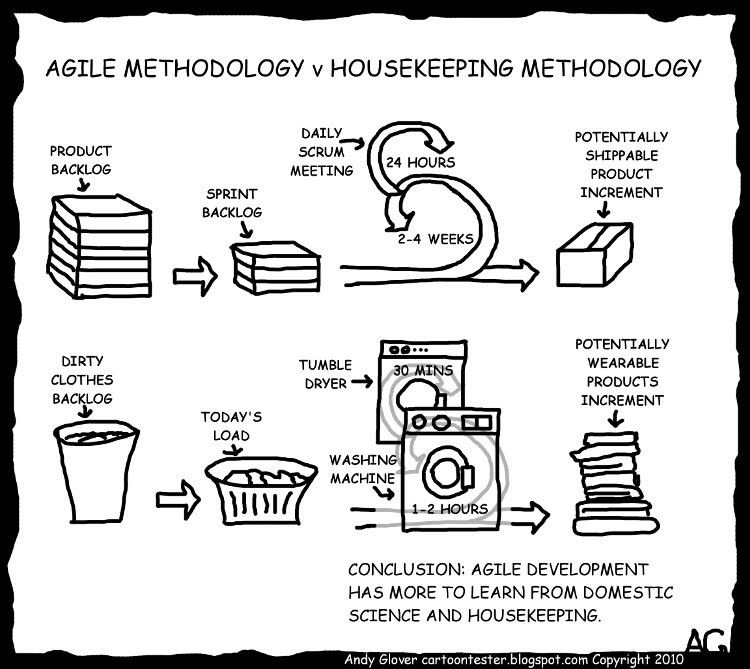 AGILE METHODOLOGY v HOUSEKEEPING METHODOLOGY
PRODUCT
BACKLOG
SPRINT
BACKLOG
DAILY
SCRUM
MEETING
24 HOURS
2-4 WEEKS
POTENTIALLY
SHIPPABLE
PRODUCT
INCREMENT
DIRTY
CLOTHES
BACKLOG
TODAY'S
LOAD
TUMBLE
DRYER
30 MINS
WASHING
MACHINE
1-2 HOURS
POTENTIALLY
WEARABLE
PRODUCTS
INCREMENT
CONCLUSION: AGILE DEVELOPMENT
HAS MORE TO LEARN FROM DOMESTIC
SCIENCE AND HOUSEKEEPING.
AG
Andy Glover cartoontester.blogspot.com Copyright 2010